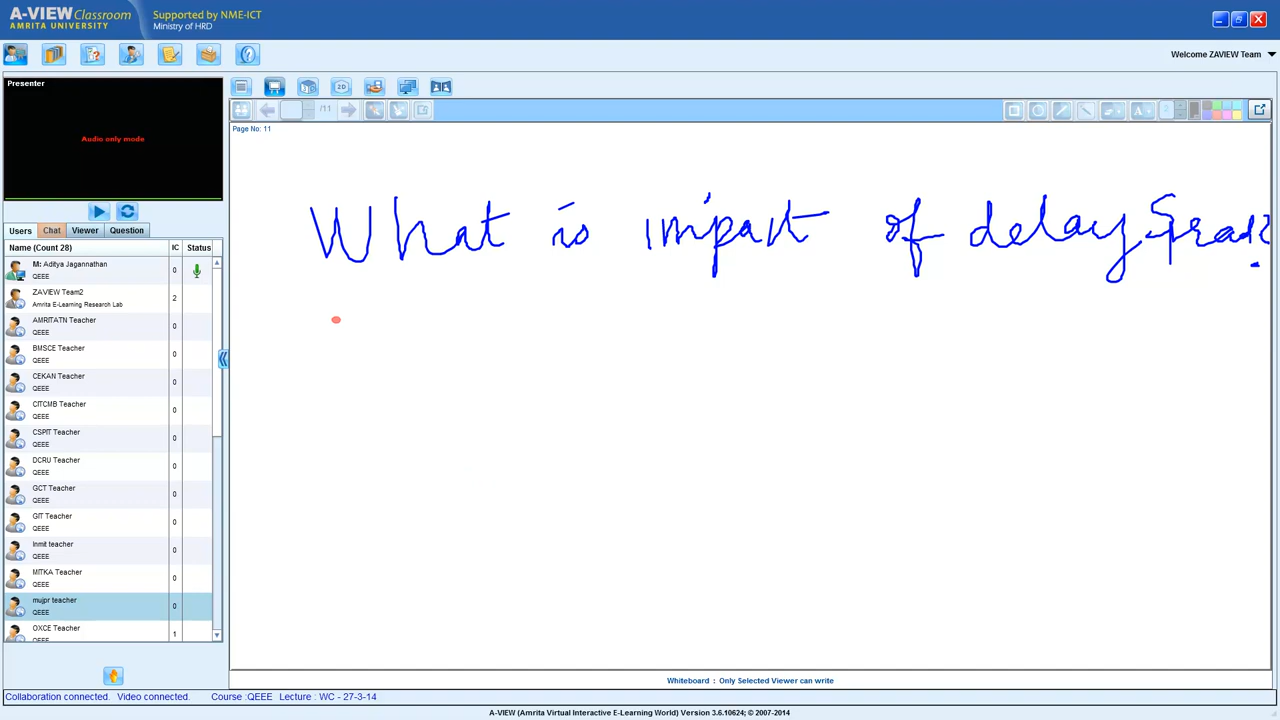 A-VIEW Classroom
AMRITA UNIVERSITY
Supported by NME-ICT
Ministry of HRD
Welcome ZAVIEW Team
Presenter
Audio only mode
/11
Page No: 11
What is impact of delay Spread
Users Chat Viewer Question
Name (Count 28) IC Status
M: Aditya Jagannathan 0
QEEE
ZAVIEW Team2 2
Amrita E-Learning Research Lab
AMRITATN Teacher 0
QEEE
BMSCE Teacher 0
QEEE
CEKAN Teacher 0
QEEE
CITCMB Teacher 0
QEEE
CSPIT Teacher 0
QEEE
DCRU Teacher 0
QEEE
GCT Teacher 0
QEEE
GIT Teacher 0
QEEE
Inmit teacher 0
QEEE
MITKA Teacher 0
QEEE
mujpr teacher 0
QEEE
OXCE Teacher 1
QEEE
Whiteboard : Only Selected Viewer can write
Collaboration connected. Video connected. Course :QEEE Lecture : WC - 27-3-14
A-VIEW (Amrita Virtual Interactive E-Learning World) Version 3.6.10624; © 2007-2014